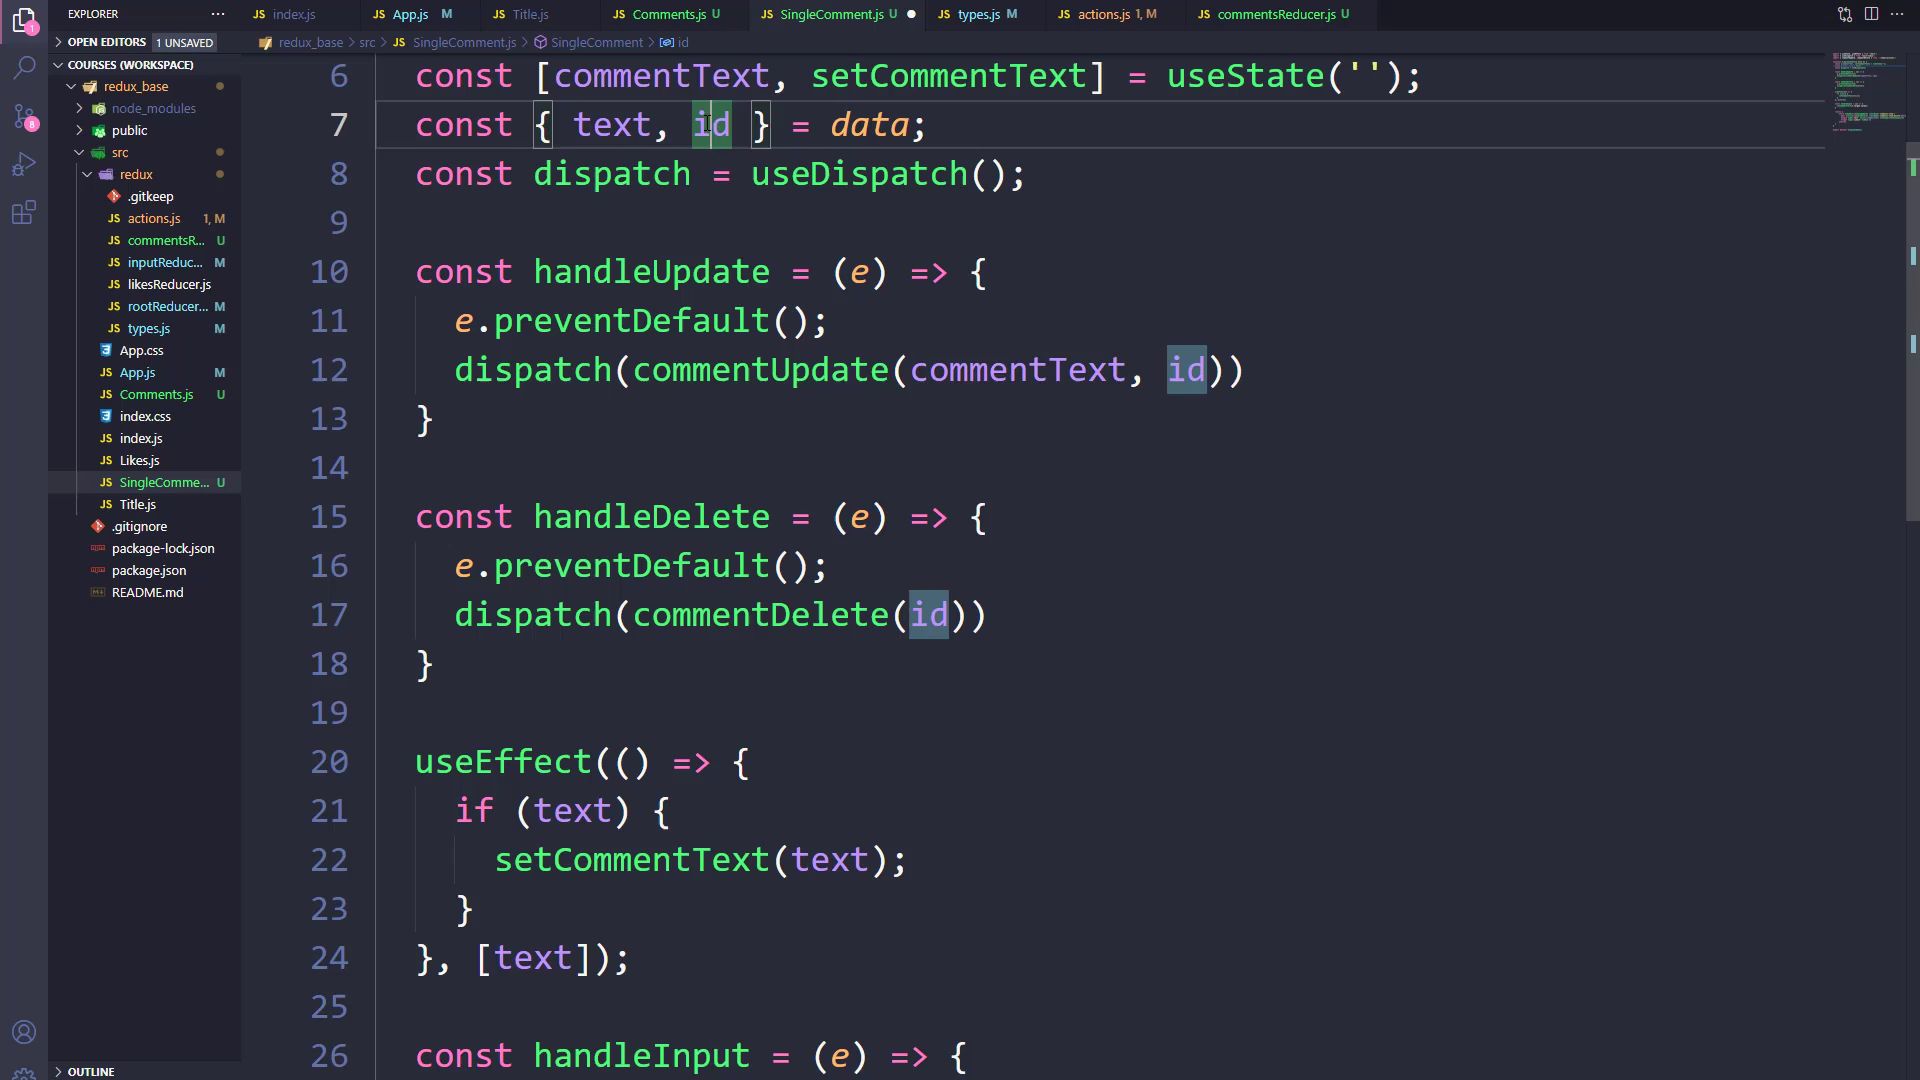 EXPLORER
OPEN EDITORS 1 UNSAVED
COURSES (WORKSPACE)
redux_base
node_modules
public
src
redux
.gitkeep
actions.js 1, M
commentsR... U
inputReduc... M
likesReducer.js
rootReducer... M
types.js M
App.css
App.js M
Comments.js U
index.css
index.js
Likes.js
SingleComme... U
Title.js
.gitignore
package-lock.json
package.json
README.md
OUTLINE
1
8
JS index.js JS App.js M JS Title.js JS Comments.js U JS SingleComment.js U JS types.js M JS actions.js 1, M JS commentsReducer.js U
redux_base > src > JS SingleComment.js > SingleComment > id
6 const [commentText, setCommentText] = useState('');
7 const { text, id } = data;
8 const dispatch = useDispatch();
9
10 const handleUpdate = (e) => {
11 e.preventDefault();
12 dispatch(commentUpdate(commentText, id))
13 }
14
15 const handleDelete = (e) => {
16 e.preventDefault();
17 dispatch(commentDelete(id))
18 }
19
20 useEffect(() => {
21 if (text) {
22 setCommentText(text);
23 }
24 }, [text]);
25
26 const handleInput = (e) => {